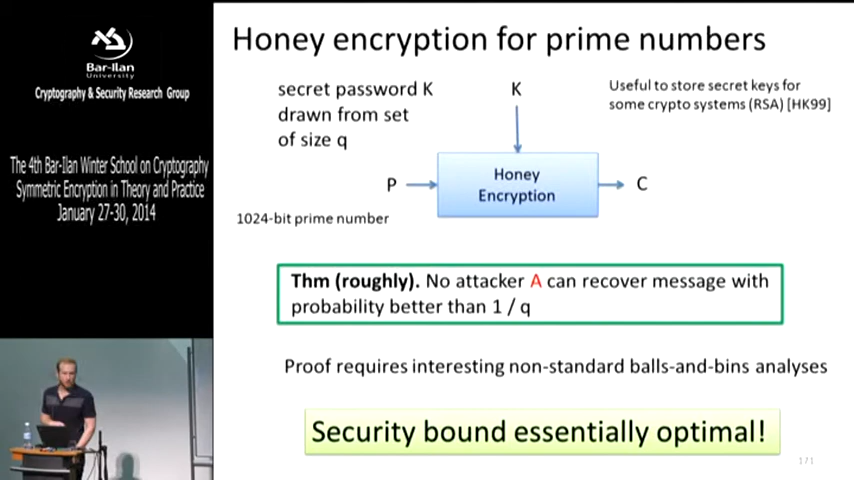 Bar-Ilan
University
Cryptography & Security Research Group
The 4th Bar-Ilan Winter School on Cryptography
Symmetric Encryption in Theory and Practice
January 27-30, 2014
Honey encryption for prime numbers
secret password K
drawn from set
of size q
K
Useful to store secret keys for
some crypto systems (RSA) [HK99]
P
Honey
Encryption
C
1024-bit prime number
Thm (roughly). No attacker A can recover message with
probability better than 1 / q
Proof requires interesting non-standard balls-and-bins analyses
Security bound essentially optimal!
1 / 1